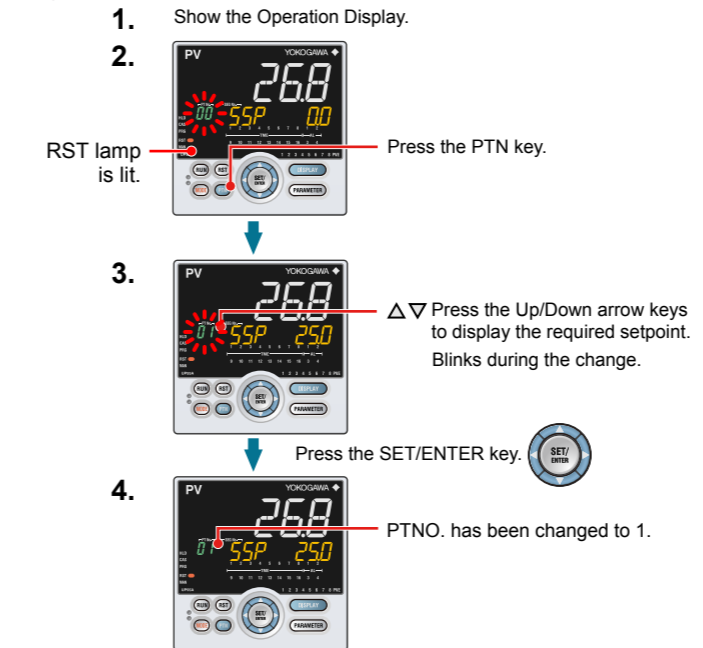 1. Show the Operation Display.
2.
PV YOKOGAWA
26.8
00 SSP 0.0
RST lamp
is lit.
Press the PTN key.
RUN RST SET/ENTER DISPLAY
PARAMETER
3.
PV YOKOGAWA
26.8
01 SSP 25.0
△▽ Press the Up/Down arrow keys
to display the required setpoint.
Blinks during the change.
RUN RST SET/ENTER DISPLAY
PARAMETER
Press the SET/ENTER key. SET/ENTER
4.
PV YOKOGAWA
26.8
01 SSP 25.0
PTNO. has been changed to 1.
RUN RST SET/ENTER DISPLAY
PARAMETER